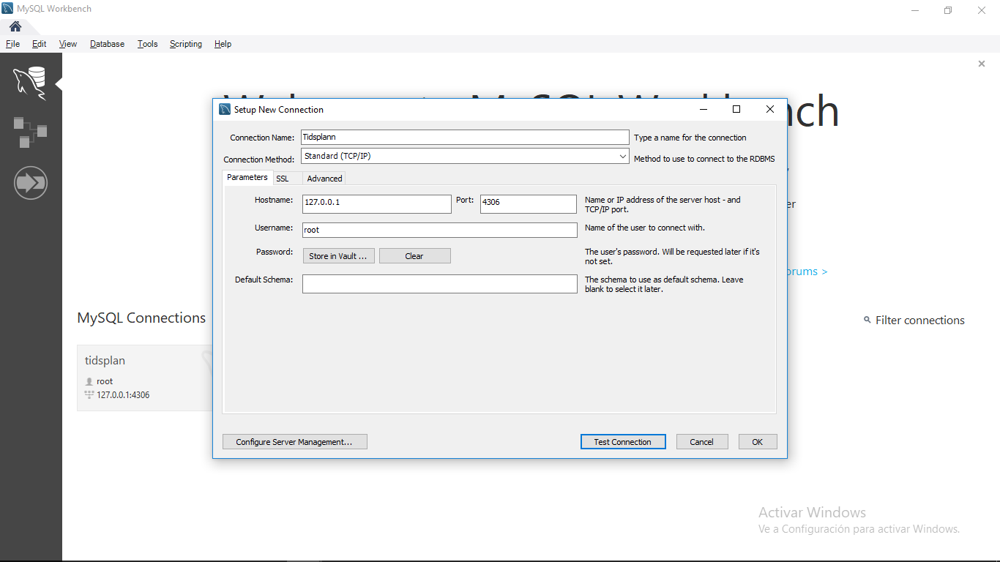 MySQL Workbench
File Edit View Database Tools Scripting Help
Setup New Connection
Connection Name: Tidsplann Type a name for the connection
Connection Method: Standard (TCP/IP) Method to use to connect to the RDBMS
Parameters SSL Advanced
Hostname: 127.0.0.1 Port: 4306 Name or IP address of the server host - and
TCP/IP port.
Username: root Name of the user to connect with.
Password: Store in Vault ... Clear The user's password. Will be requested later if it's
not set.
Default Schema: The schema to use as default schema. Leave
blank to select it later.
Configure Server Management... Test Connection Cancel OK
MySQL Connections
Filter connections
tidsplan
root
127.0.0.1:4306
Activar Windows
Ve a Configuración para activar Windows.